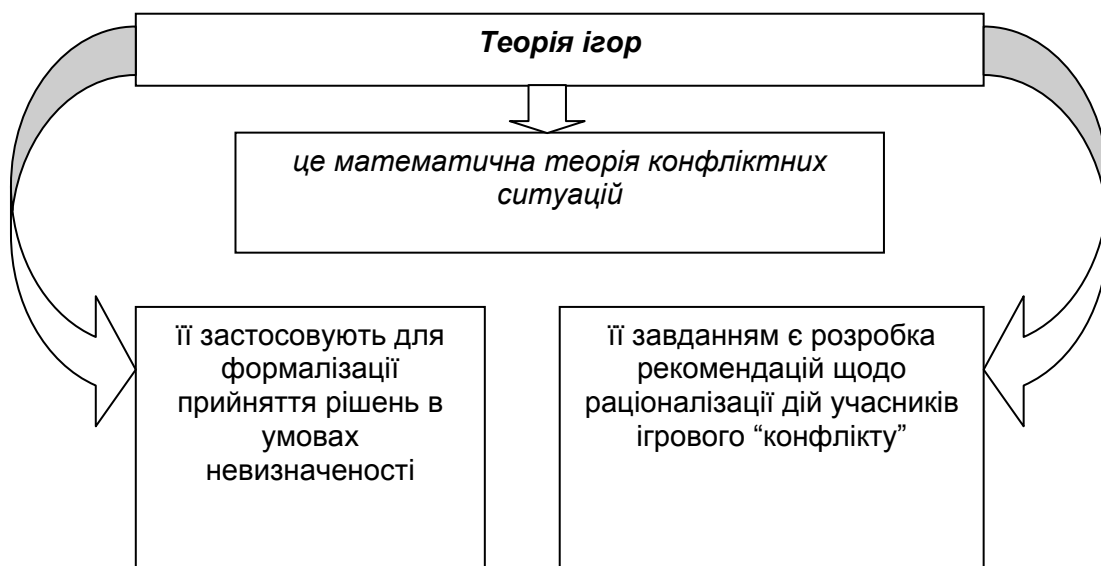 Теорія ігор
це математична теорія конфліктних
ситуацій
її застосовують для
формалізації
прийняття рішень в
умовах
невизначеності
її завданням є розробка
рекомендацій щодо
раціоналізації дій учасників
ігрового “конфлікту”